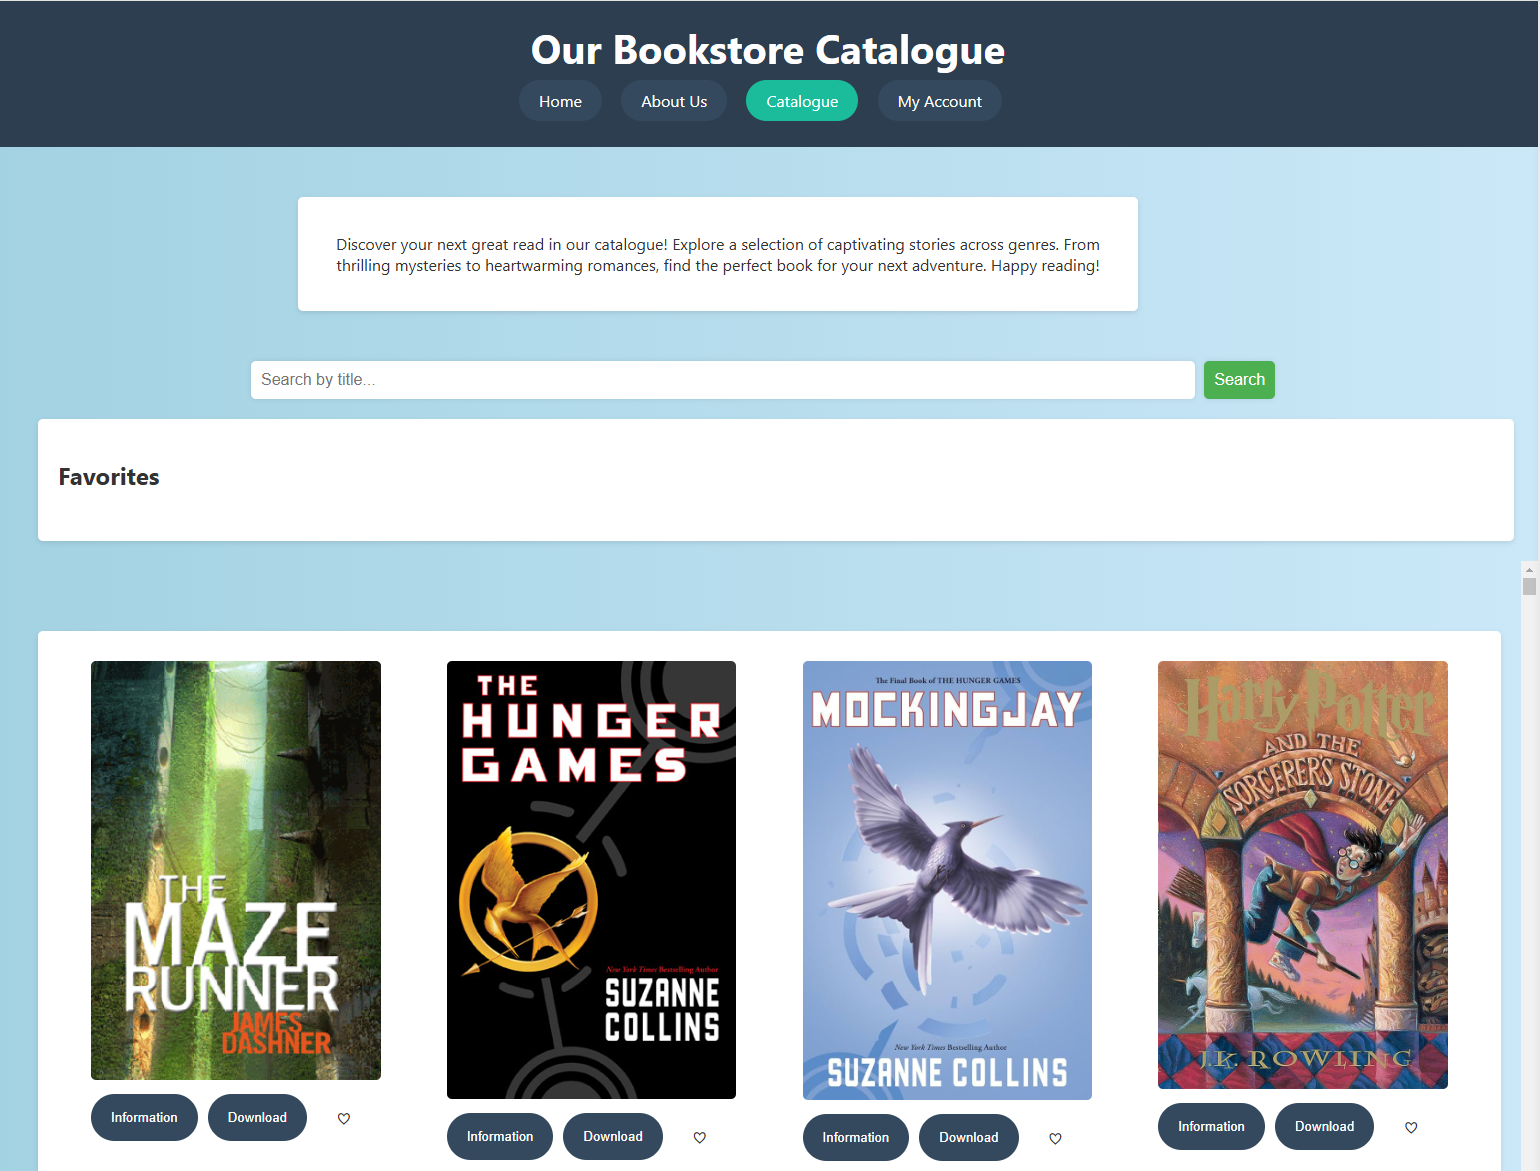 Our Bookstore Catalogue
Home About Us Catalogue My Account
Discover your next great read in our catalogue! Explore a selection of captivating stories across genres. From
thrilling mysteries to heartwarming romances, find the perfect book for your next adventure. Happy reading!
Search by title... Search
Favorites
THE
MAZE
RUNNER
JAMES
DASHNER
THE
HUNGER
GAMES
New York Times Bestselling Author
SUZANNE
COLLINS
The Final Book of THE HUNGER GAMES
MOCKINGJAY
New York Times Bestselling Author
SUZANNE COLLINS
Harry Potter
AND THE
SORCERER'S STONE
J.K. ROWLING
Information Download
Information Download
Information Download
Information Download